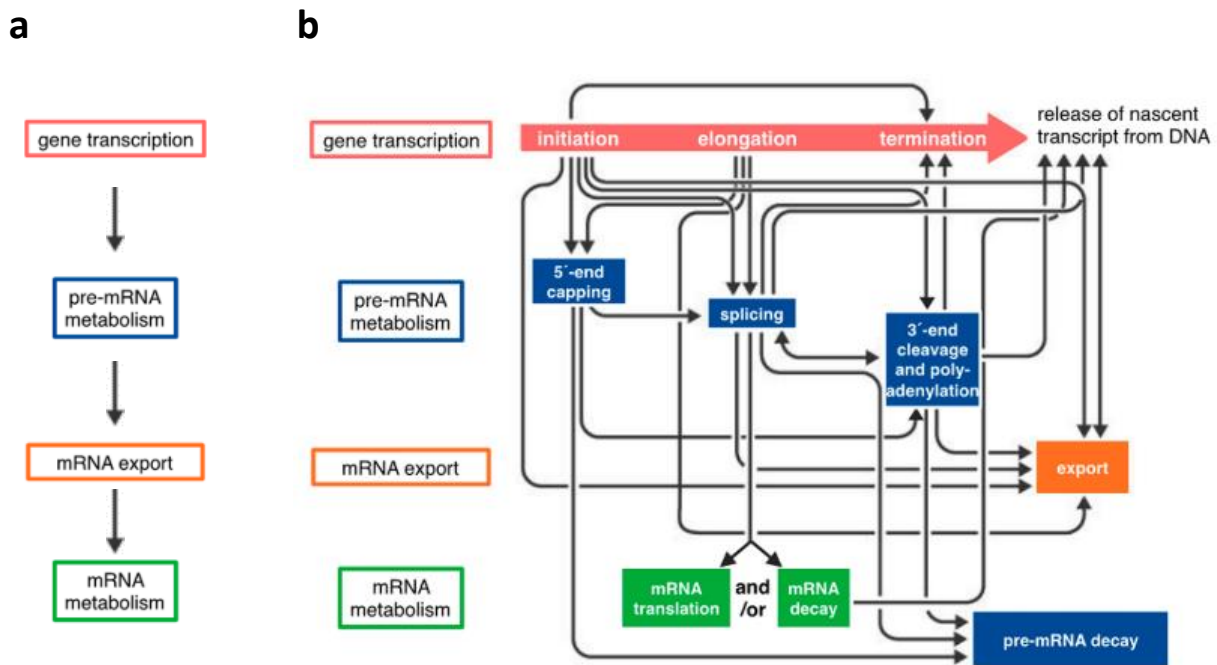 a
b
gene transcription
pre-mRNA
metabolism
mRNA export
mRNA
metabolism
gene transcription
pre-mRNA
metabolism
mRNA export
mRNA
metabolism
initiation
elongation
termination
release of nascent
transcript from DNA
5´-end
capping
splicing
3´-end
cleavage
and poly-
adenylation
export
mRNA
translation
and
/or
mRNA
decay
pre-mRNA decay